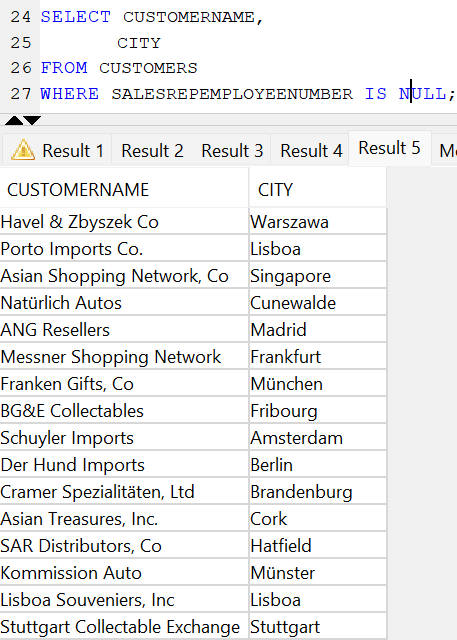 24 SELECT CUSTOMERNAME,
25 CITY
26 FROM CUSTOMERS
27 WHERE SALESREPEMPLOYEENUMBER IS NULL;
Result 1 Result 2 Result 3 Result 4 Result 5
CUSTOMERNAME CITY
Havel & Zbyszek Co Warszawa
Porto Imports Co. Lisboa
Asian Shopping Network, Co Singapore
Natürlich Autos Cunewalde
ANG Resellers Madrid
Messner Shopping Network Frankfurt
Franken Gifts, Co München
BG&E Collectables Fribourg
Schuyler Imports Amsterdam
Der Hund Imports Berlin
Cramer Spezialitäten, Ltd Brandenburg
Asian Treasures, Inc. Cork
SAR Distributors, Co Hatfield
Kommission Auto Münster
Lisboa Souveniers, Inc Lisboa
Stuttgart Collectable Exchange Stuttgart